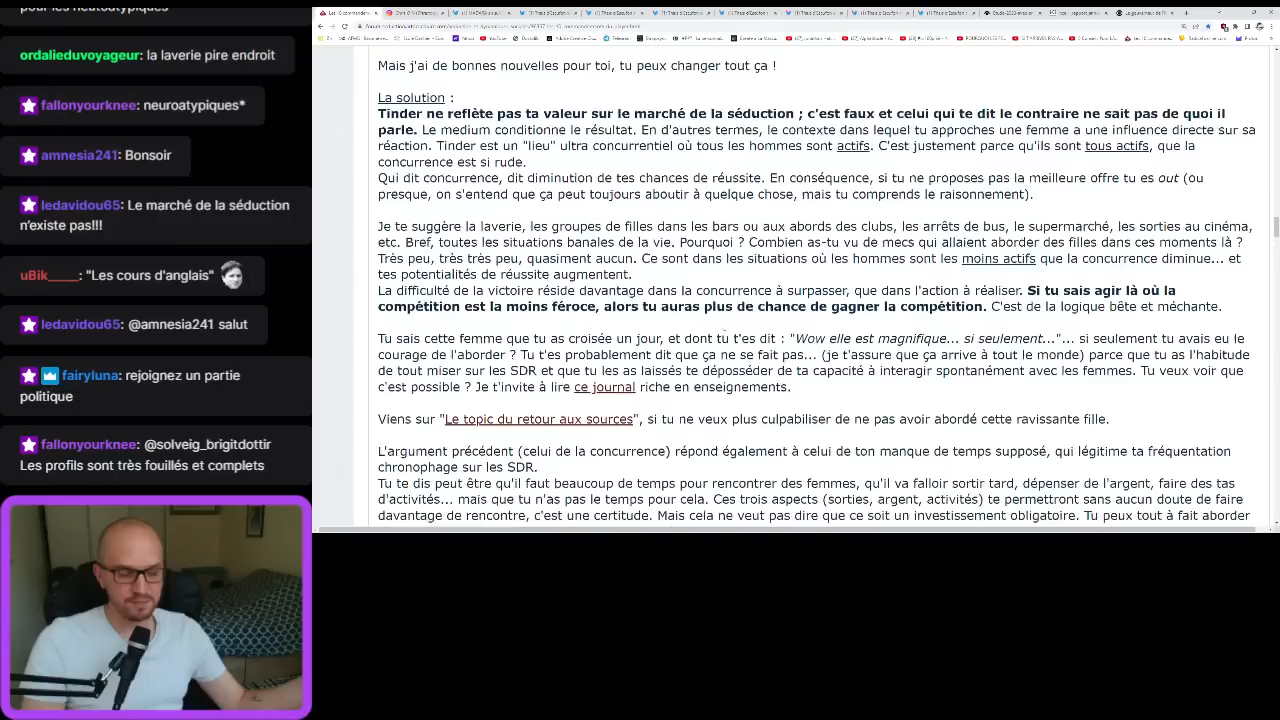 pour les neuroatypiques
ordalieduvoyageur: la laverie pire endroit
fallonyourknee: neuroatypiques*
amnesia241: Bonsoir
ledavidou65: Le marché de la séduction
n'existe pas!!!
uBik_____: "Les cours d'anglais"
ledavidou65: @amnesia241 salut
fairyluna: rejoignez un partie
politique
fallonyourknee: @solveig_brigitdottir
Les profils sont très fouillés et complets
Mais j'ai de bonnes nouvelles pour toi, tu peux changer tout ça !
La solution :
Tinder ne reflète pas ta valeur sur le marché de la séduction ; c'est faux et celui qui te dit le contraire ne sait pas de quoi il
parle. Le medium conditionne le résultat. En d'autres termes, le contexte dans lequel tu approches une femme a une influence directe sur sa
réaction. Tinder est un "lieu" ultra concurrentiel où tous les hommes sont actifs. C'est justement parce qu'ils sont tous actifs, que la
concurrence est si rude.
Qui dit concurrence, dit diminution de tes chances de réussite. En conséquence, si tu ne proposes pas la meilleure offre tu es out (ou
presque, on s'entend que ça peut toujours aboutir à quelque chose, mais tu comprends le raisonnement).
Je te suggère la laverie, les groupes de filles dans les bars ou aux abords des clubs, les arrêts de bus, le supermarché, les sorties au cinéma,
etc. Bref, toutes les situations banales de la vie. Pourquoi ? Combien as-tu vu de mecs qui allaient aborder des filles dans ces moments là ?
Très peu, très très peu, quasiment aucun. Ce sont dans les situations où les hommes sont les moins actifs que la concurrence diminue... et
tes potentialités de réussite augmentent.
La difficulté de la victoire réside davantage dans la concurrence à surpasser, que dans l'action à réaliser. Si tu sais agir là où la
compétition est la moins féroce, alors tu auras plus de chance de gagner la compétition. C'est de la logique bête et méchante.
Tu sais cette femme que tu as croisée un jour, et dont tu t'es dit : "Wow elle est magnifique... si seulement..."... si seulement tu avais eu le
courage de l'aborder ? Tu t'es probablement dit que ça ne se fait pas... (je t'assure que ça arrive à tout le monde) parce que tu as l'habitude
de tout miser sur les SDR et que tu les as laissés te déposséder de ta capacité à interagir spontanément avec les femmes. Tu veux voir que
c'est possible ? Je t'invite à lire ce journal riche en enseignements.
Viens sur "Le topic du retour aux sources", si tu ne veux plus culpabiliser de ne pas avoir abordé cette ravissante fille.
L'argument précédent (celui de la concurrence) répond également à celui de ton manque de temps supposé, qui légitime ta fréquentation
chronophage sur les SDR.
Tu te dis peut être qu'il faut beaucoup de temps pour rencontrer des femmes, qu'il va falloir sortir tard, dépenser de l'argent, faire des tas
d'activités... mais que tu n'as pas le temps pour cela. Ces trois aspects (sorties, argent, activités) te permettront sans aucun doute de faire
davantage de rencontre, c'est une certitude. Mais cela ne veut pas dire que ce soit un investissement obligatoire. Tu peux tout à fait aborder